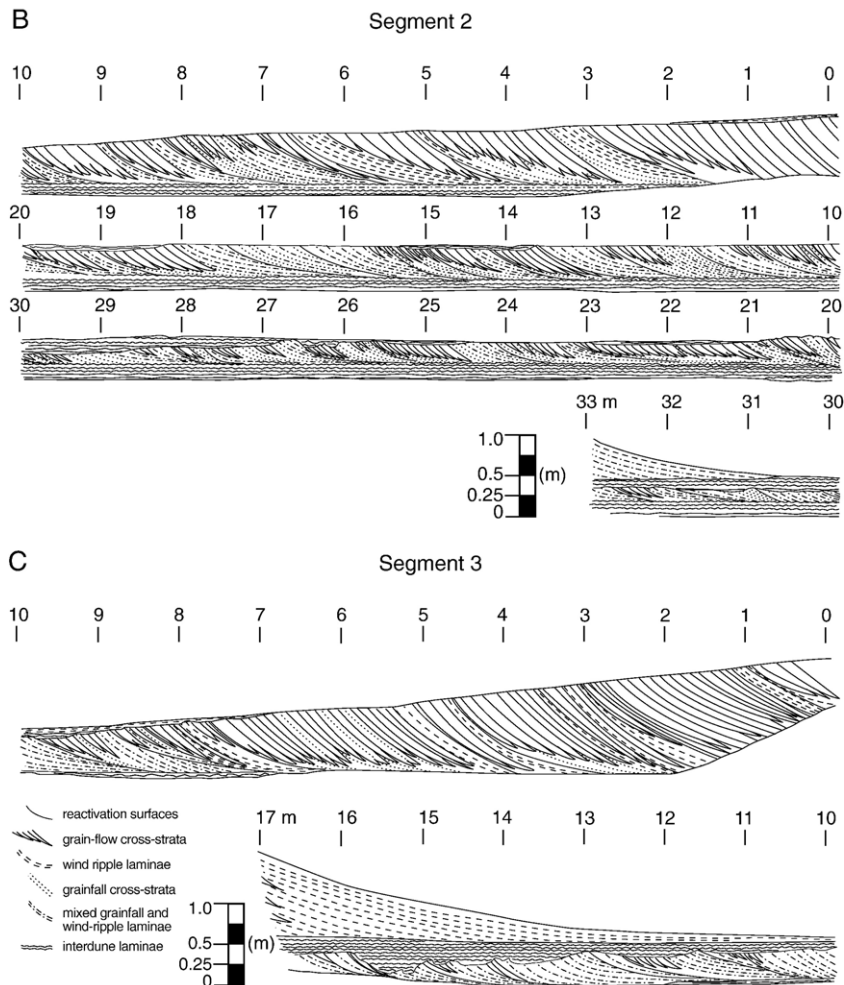 B
Segment 2
10 9 8 7 6 5 4 3 2 1 0
20 19 18 17 16 15 14 13 12 11 10
30 29 28 27 26 25 24 23 22 21 20
33 m 32 31 30
1.0
0.5 (m)
0.25
0
C
Segment 3
10 9 8 7 6 5 4 3 2 1 0
17 m 16 15 14 13 12 11 10
reactivation surfaces
grain-flow cross-strata
wind ripple laminae
grainfall cross-strata
mixed grainfall and
wind-ripple laminae
interdune laminae
1.0
0.5 (m)
0.25
0